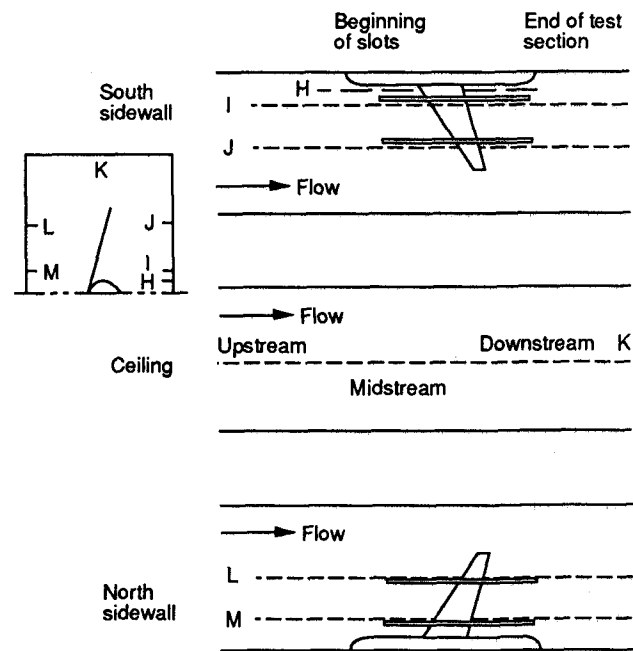 Beginning
of slots
End of test
section
South
sidewall
H
I
J
Flow
K
L
J
M
I
H
Flow
Upstream
Downstream K
Ceiling
Midstream
Flow
L
North
sidewall
M